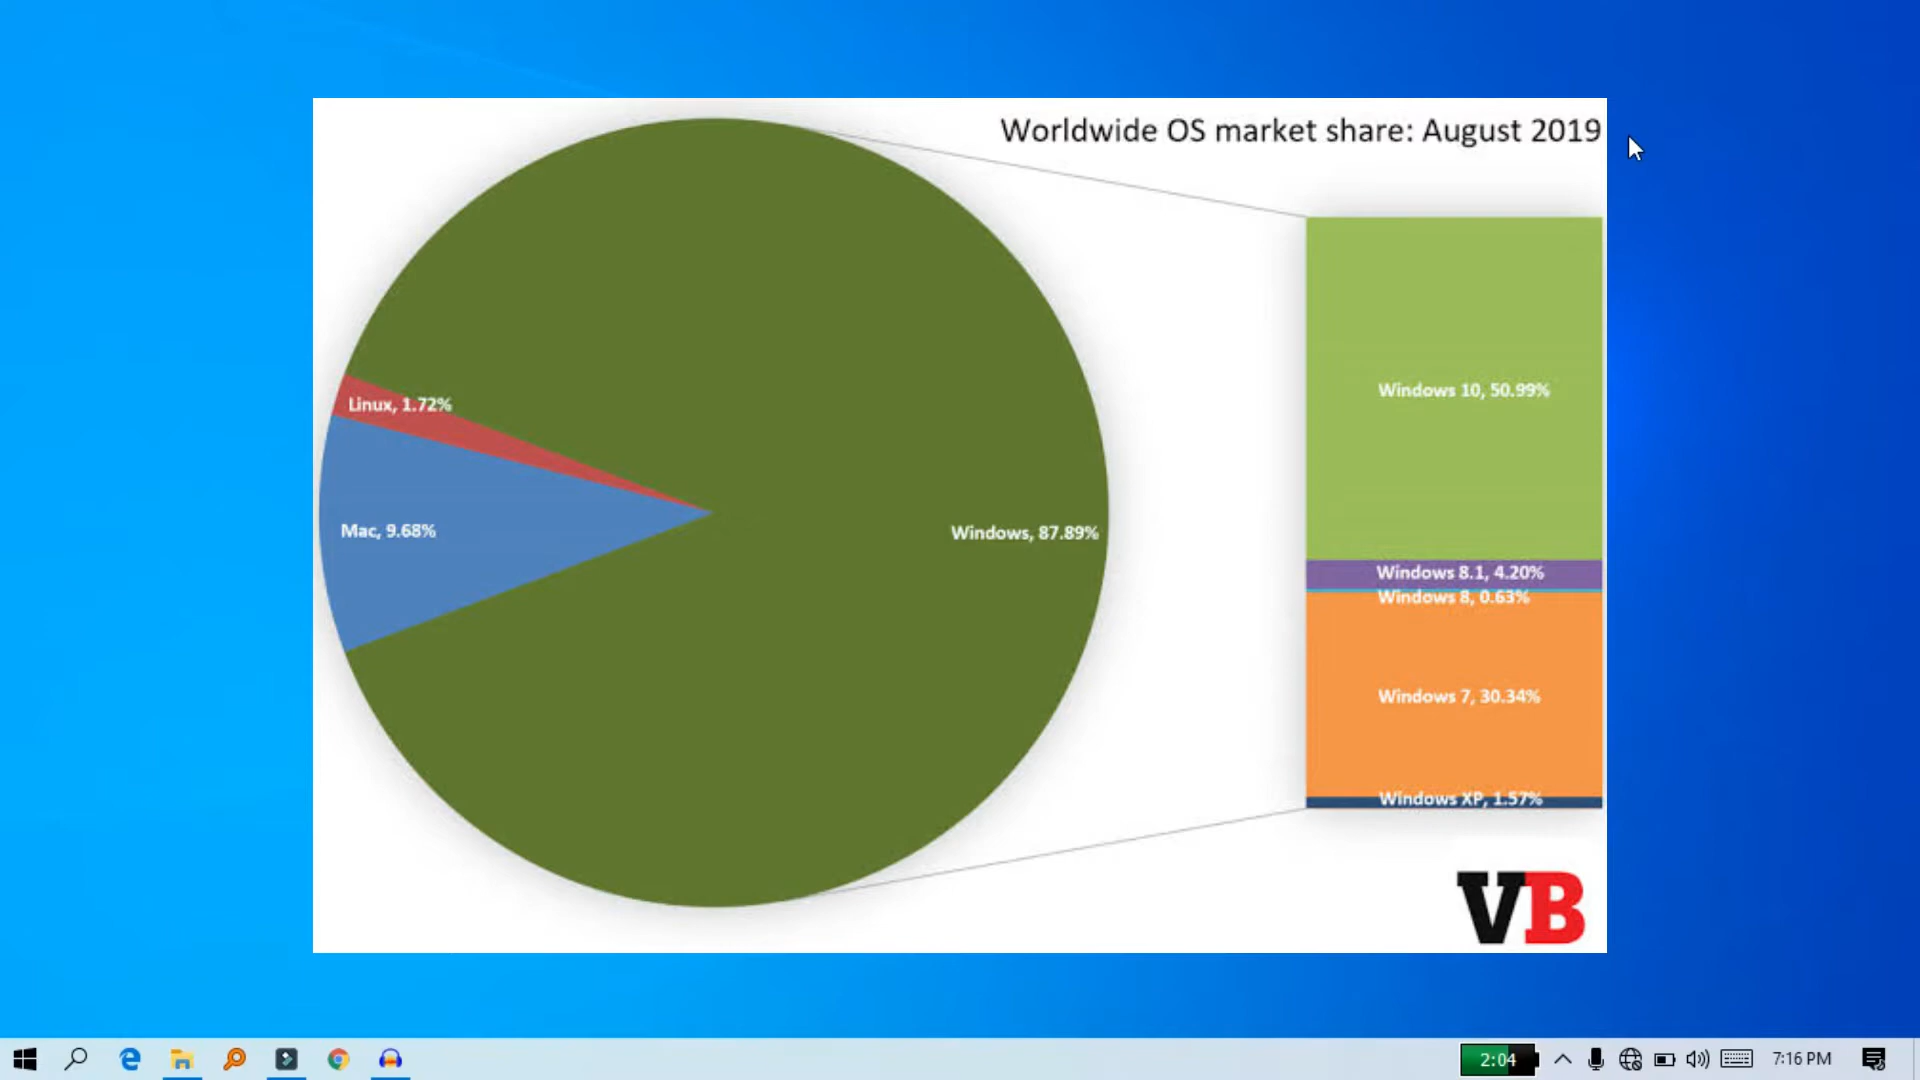 Worldwide OS market share: August 2019
Linux, 1.72%
Mac, 9.68%
Windows, 87.89%
Windows 10, 50.99%
Windows 8.1, 4.20%
Windows 8, 0.63%
Windows 7, 30.34%
Windows XP, 1.57%
VB
2:04
7:16 PM